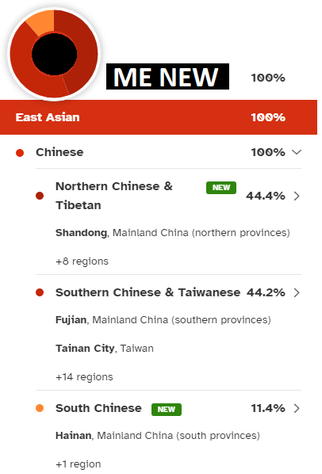 ME NEW 100%
East Asian 100%
Chinese 100%
Northern Chinese & NEW
Tibetan 44.4%
Shandong, Mainland China (northern provinces)
+8 regions
Southern Chinese & Taiwanese 44.2%
Fujian, Mainland China (southern provinces)
Tainan City, Taiwan
+14 regions
South Chinese NEW 11.4%
Hainan, Mainland China (south provinces)
+1 region